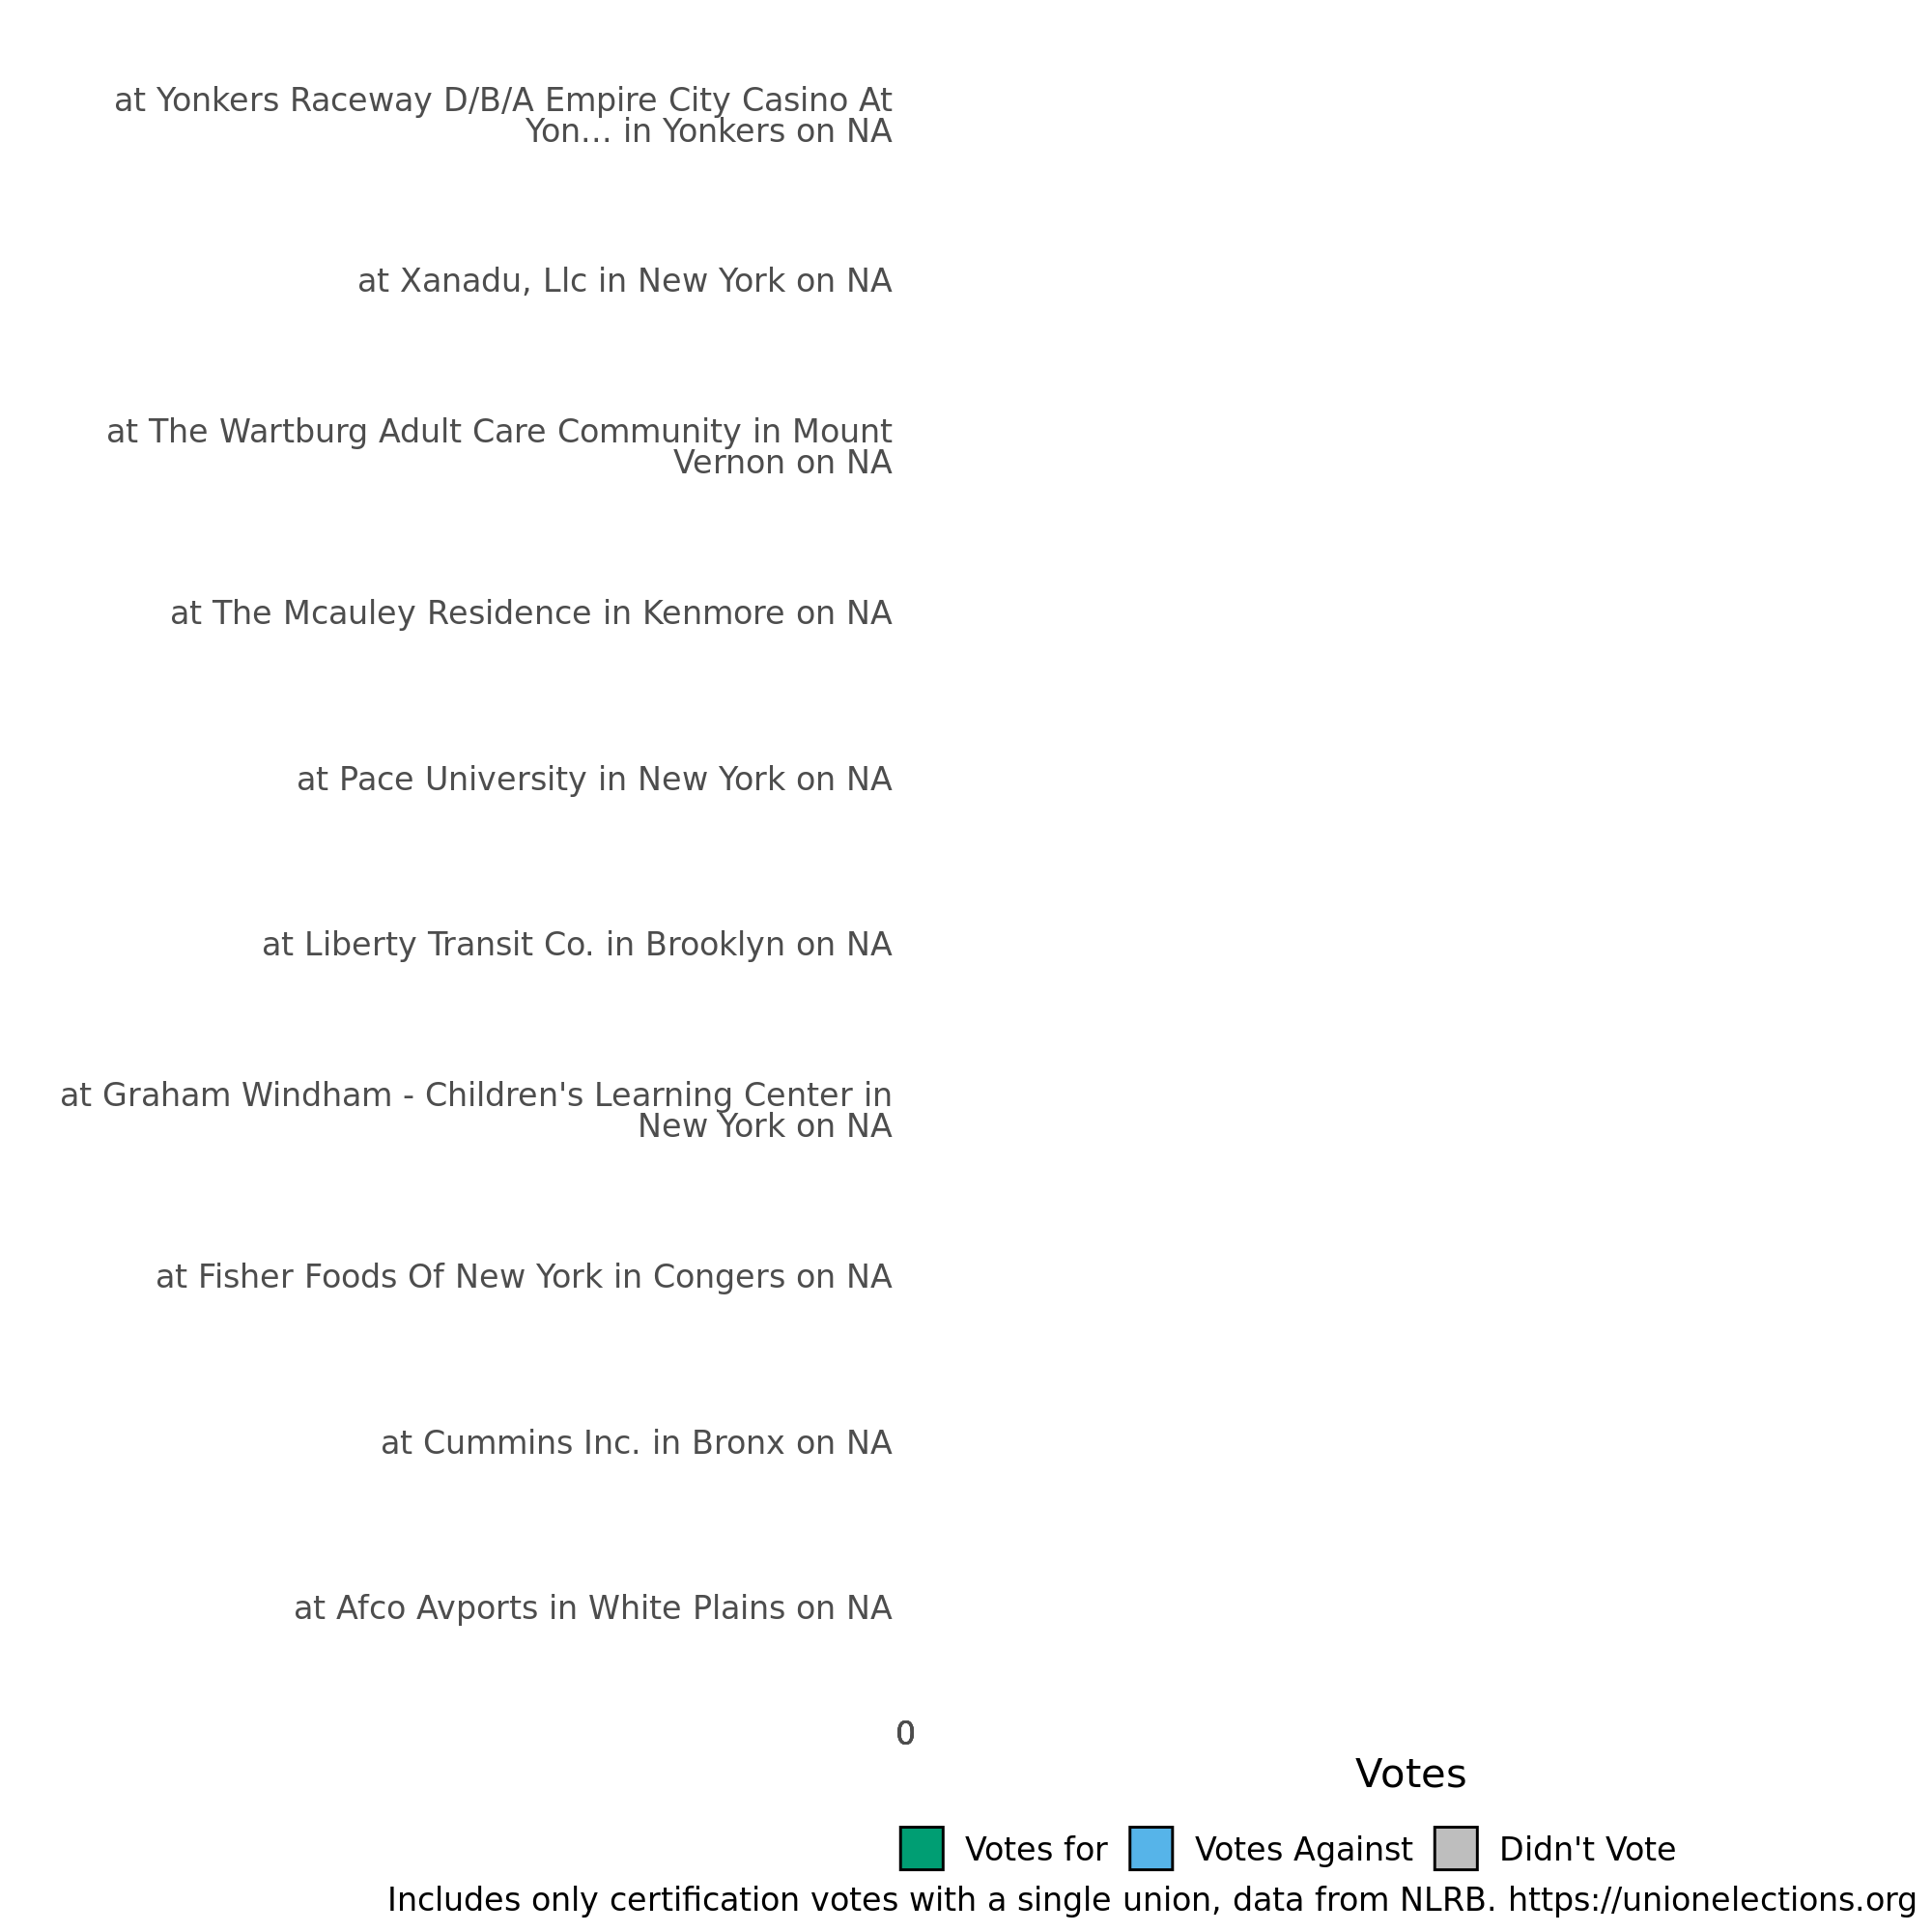 at Yonkers Raceway D/B/A Empire City Casino At
Yon... in Yonkers on NA
at Xanadu, Llc in New York on NA
at The Wartburg Adult Care Community in Mount
Vernon on NA
at The Mcauley Residence in Kenmore on NA
at Pace University in New York on NA
at Liberty Transit Co. in Brooklyn on NA
at Graham Windham - Children's Learning Center in
New York on NA
at Fisher Foods Of New York in Congers on NA
at Cummins Inc. in Bronx on NA
at Afco Avports in White Plains on NA
0
Votes
Votes for Votes Against Didn't Vote
Includes only certification votes with a single union, data from NLRB. https://unionelections.org